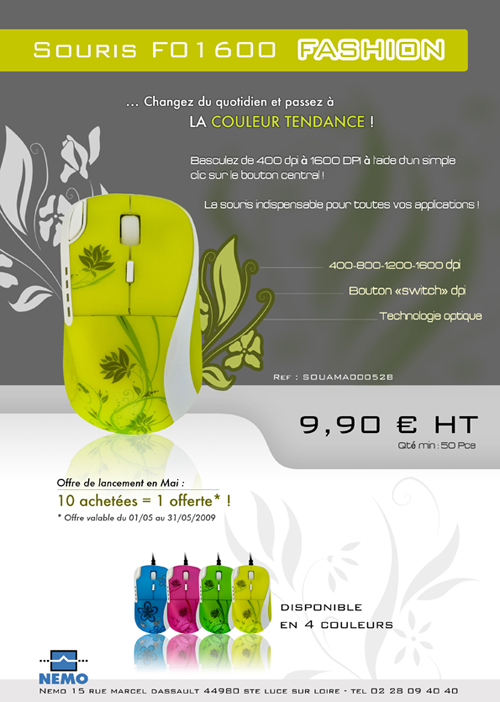 Souris FO1600 FASHION
... Changez du quotidien et passez à
LA COULEUR TENDANCE !
Basculez de 400 dpi à 1600 DPI à l'aide d'un simple
clic sur le bouton central !
La souris indispensable pour toutes vos applications !
400-800-1200-1600 dpi
Bouton «switch» dpi
Technologie optique
Ref : SOUAMA000528
9,90 € HT
Qté min : 50 Pcs
Offre de lancement en Mai :
10 achetées = 1 offerte* !
* Offre valable du 01/05 au 31/05/2009
DISPONIBLE
EN 4 COULEURS
NEMO
Nemo 15 rue marcel dassault 44980 ste luce sur loire - tel 02 28 09 40 40